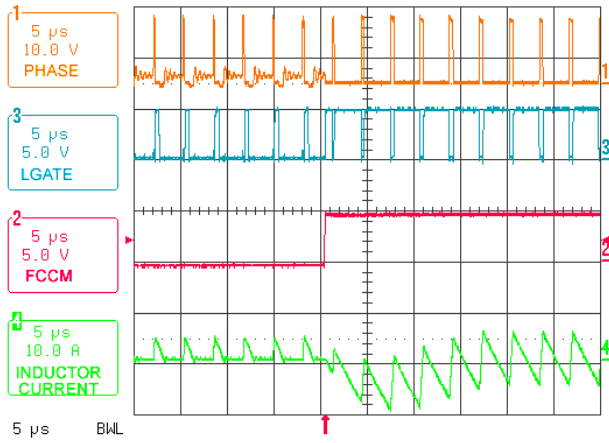 1
5 µs
10.0 V
PHASE
1
3
5 µs
5.0 V
LGATE
3
2
5 µs
5.0 V
FCCM
2
4
5 µs
10.0 A
INDUCTOR
CURRENT
4
5 µs BWL